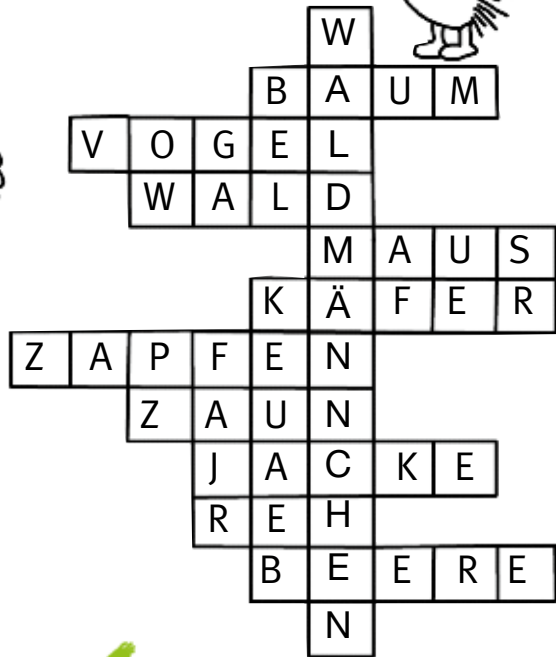 W
BAUM
VOGEL
WALD
MAUS
KÄFER
ZAPFEN
ZAUN
JACKE
REH
BEERE
N